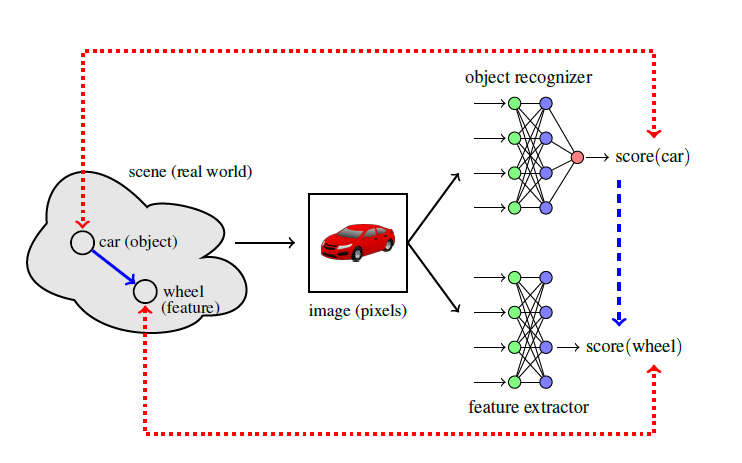 object recognizer
score(car)
scene (real world)
car (object)
wheel
(feature)
image (pixels)
score(wheel)
feature extractor